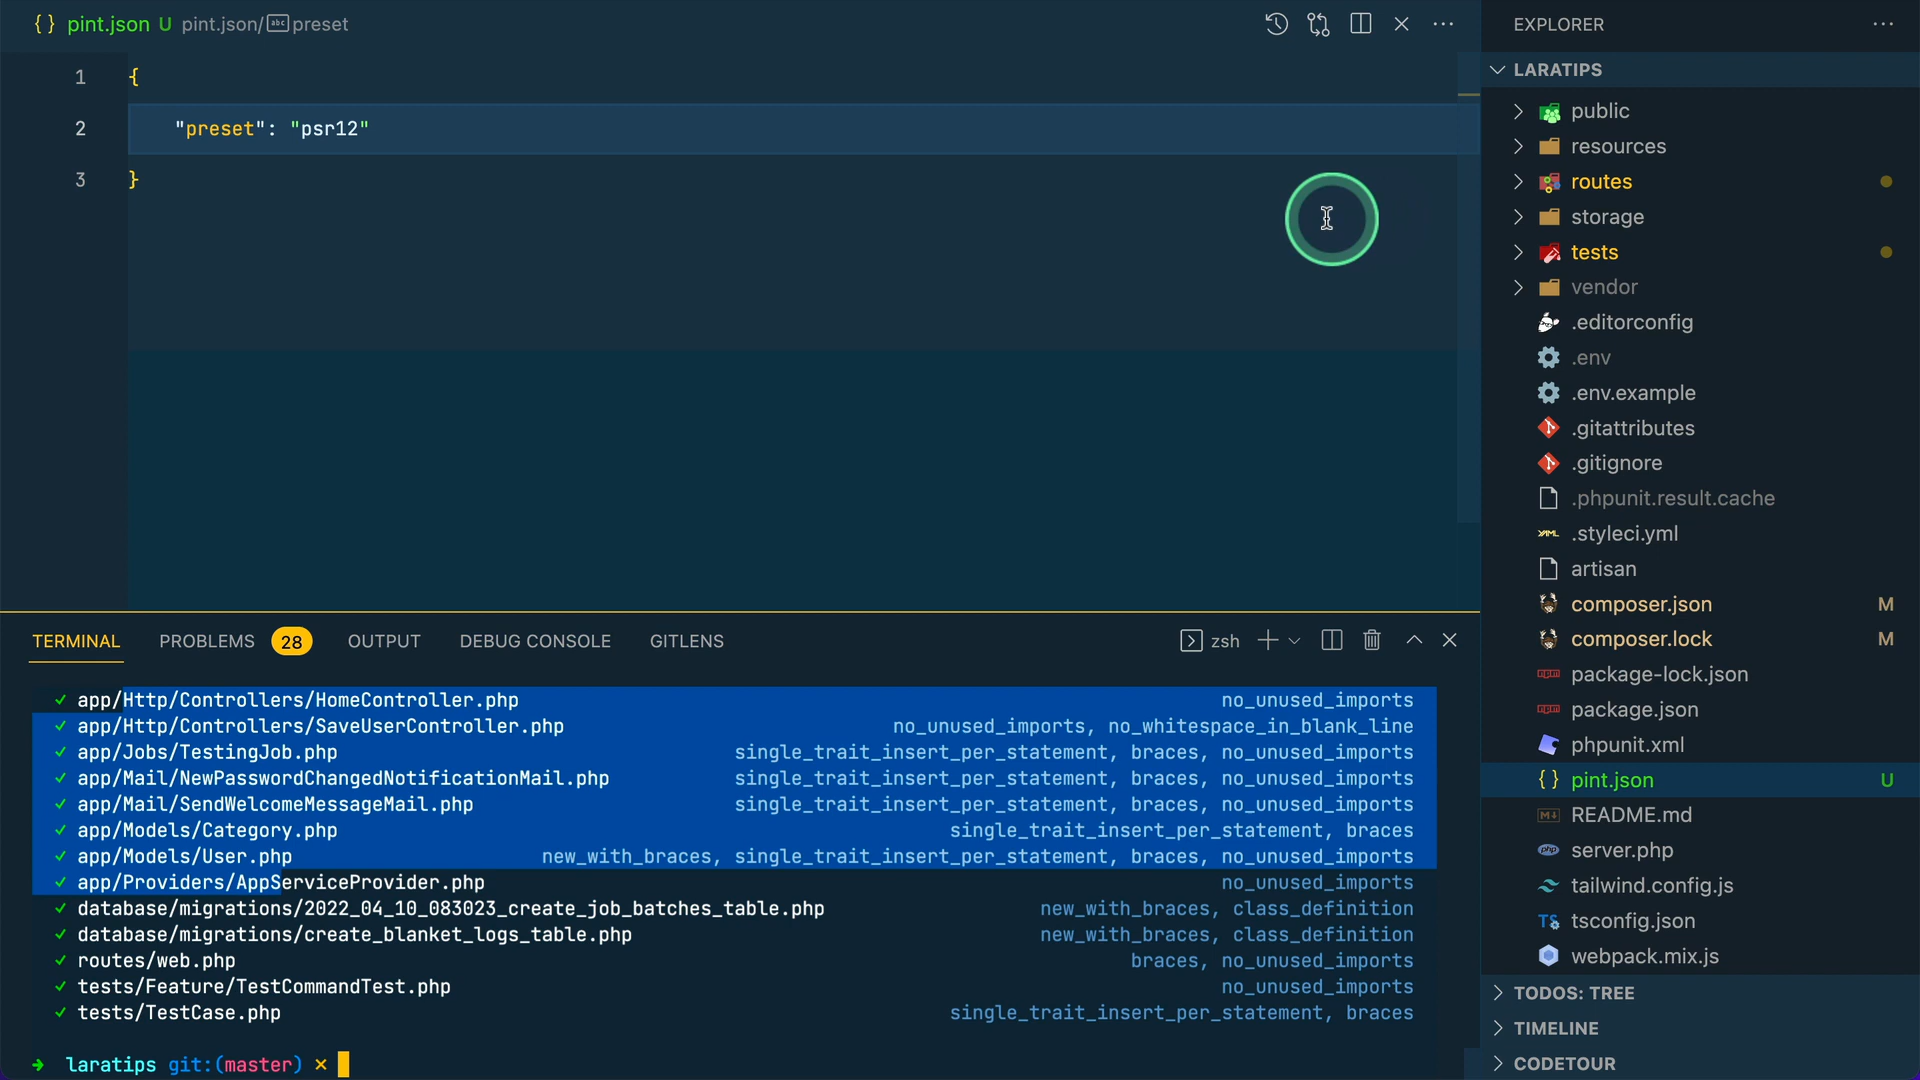 { } pint.json U pint.json/ abc preset
1 {
2 "preset": "psr12"
3 }
EXPLORER
LARATIPS
public
resources
routes
storage
tests
vendor
.editorconfig
.env
.env.example
.gitattributes
.gitignore
.phpunit.result.cache
YAML .styleci.yml
artisan
composer.json M
composer.lock M
npm package-lock.json
npm package.json
phpunit.xml
{ } pint.json U
M↓ README.md
php server.php
tailwind.config.js
TS tsconfig.json
webpack.mix.js
TODOS: TREE
TIMELINE
CODETOUR
TERMINAL PROBLEMS 28 OUTPUT DEBUG CONSOLE GITLENS zsh
✓ app/Http/Controllers/HomeController.php no_unused_imports
✓ app/Http/Controllers/SaveUserController.php no_unused_imports, no_whitespace_in_blank_line
✓ app/Jobs/TestingJob.php single_trait_insert_per_statement, braces, no_unused_imports
✓ app/Mail/NewPasswordChangedNotificationMail.php single_trait_insert_per_statement, braces, no_unused_imports
✓ app/Mail/SendWelcomeMessageMail.php single_trait_insert_per_statement, braces, no_unused_imports
✓ app/Models/Category.php single_trait_insert_per_statement, braces
✓ app/Models/User.php new_with_braces, single_trait_insert_per_statement, braces, no_unused_imports
✓ app/Providers/AppServiceProvider.php no_unused_imports
✓ database/migrations/2022_04_10_083023_create_job_batches_table.php new_with_braces, class_definition
✓ database/migrations/create_blanket_logs_table.php new_with_braces, class_definition
✓ routes/web.php braces, no_unused_imports
✓ tests/Feature/TestCommandTest.php no_unused_imports
✓ tests/TestCase.php single_trait_insert_per_statement, braces
➜ laratips git:(master) ✗